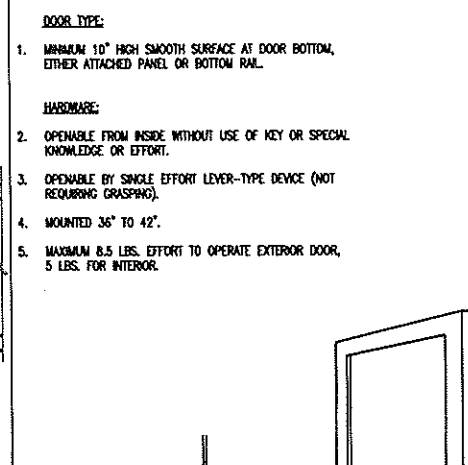 DOOR TYPE:
1. MINIMUM 10" HIGH SMOOTH SURFACE AT DOOR BOTTOM,
EITHER ATTACHED PANEL OR BOTTOM RAIL.
HARDWARE:
2. OPENABLE FROM INSIDE WITHOUT USE OF KEY OR SPECIAL
KNOWLEDGE OR EFFORT.
3. OPENABLE BY SINGLE EFFORT LEVER-TYPE DEVICE (NOT
REQUIRING GRASPING).
4. MOUNTED 36" TO 42".
5. MAXIMUM 8.5 LBS. EFFORT TO OPERATE EXTERIOR DOOR,
5 LBS. FOR INTERIOR.